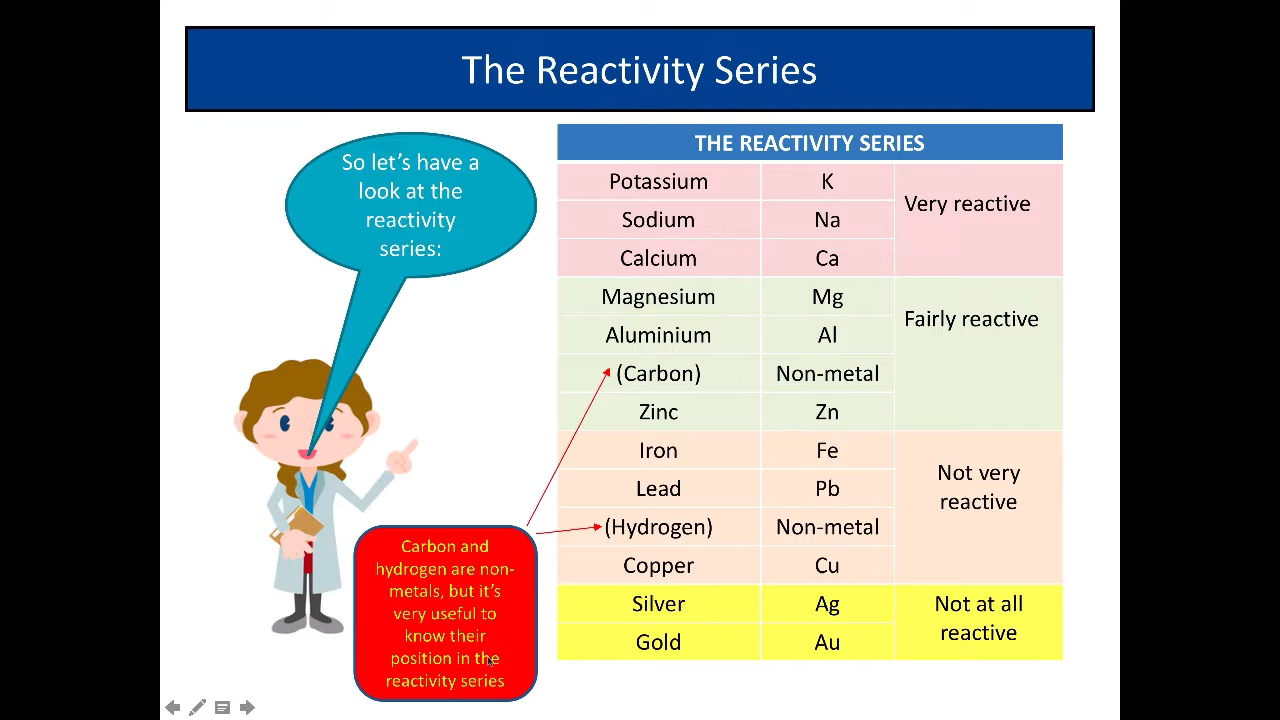 The Reactivity Series
So let's have a
look at the
reactivity
series:
THE REACTIVITY SERIES
Potassium K
Very reactive
Sodium Na
Calcium Ca
Magnesium Mg
Fairly reactive
Aluminium Al
(Carbon) Non-metal
Zinc Zn
Iron Fe
Not very
reactive
Lead Pb
(Hydrogen) Non-metal
Copper Cu
Silver Ag
Not at all
reactive
Gold Au
Carbon and
hydrogen are non-
metals, but it's
very useful to
know their
position in the
reactivity series